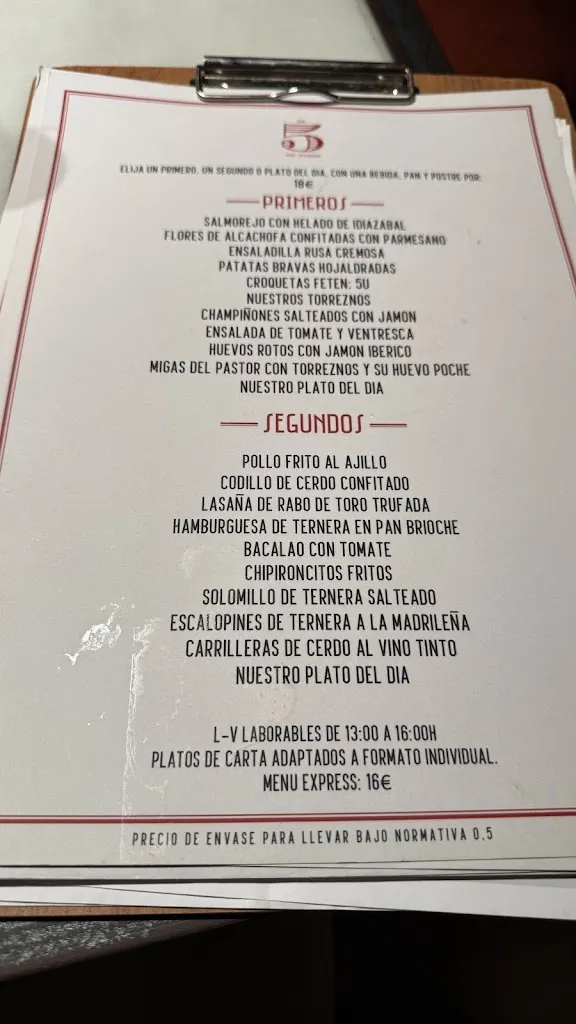 5
ELIJA UN PRIMERO, UN SEGUNDO O PLATO DEL DIA, CON UNA BEBIDA, PAN Y POSTRE POR:
18€
PRIMEROS
SALMOREJO CON HELADO DE IDIAZABAL
FLORES DE ALCACHOFA CONFITADAS CON PARMESANO
ENSALADILLA RUSA CREMOSA
PATATAS BRAVAS HOJALDRADAS
CROQUETAS FETEN: 5U
NUESTROS TORREZNOS
CHAMPIÑONES SALTEADOS CON JAMON
ENSALADA DE TOMATE Y VENTRESCA
HUEVOS ROTOS CON JAMON IBERICO
MIGAS DEL PASTOR CON TORREZNOS Y SU HUEVO POCHE
NUESTRO PLATO DEL DIA
SEGUNDOS
POLLO FRITO AL AJILLO
CODILLO DE CERDO CONFITADO
LASAÑA DE RABO DE TORO TRUFADA
HAMBURGUESA DE TERNERA EN PAN BRIOCHE
BACALAO CON TOMATE
CHIPIRONCITOS FRITOS
SOLOMILLO DE TERNERA SALTEADO
ESCALOPINES DE TERNERA A LA MADRILEÑA
CARRILLERAS DE CERDO AL VINO TINTO
NUESTRO PLATO DEL DIA
L-V LABORABLES DE 13:00 A 16:00H
PLATOS DE CARTA ADAPTADOS A FORMATO INDIVIDUAL.
MENU EXPRESS: 16€
PRECIO DE ENVASE PARA LLEVAR BAJO NORMATIVA 0.5